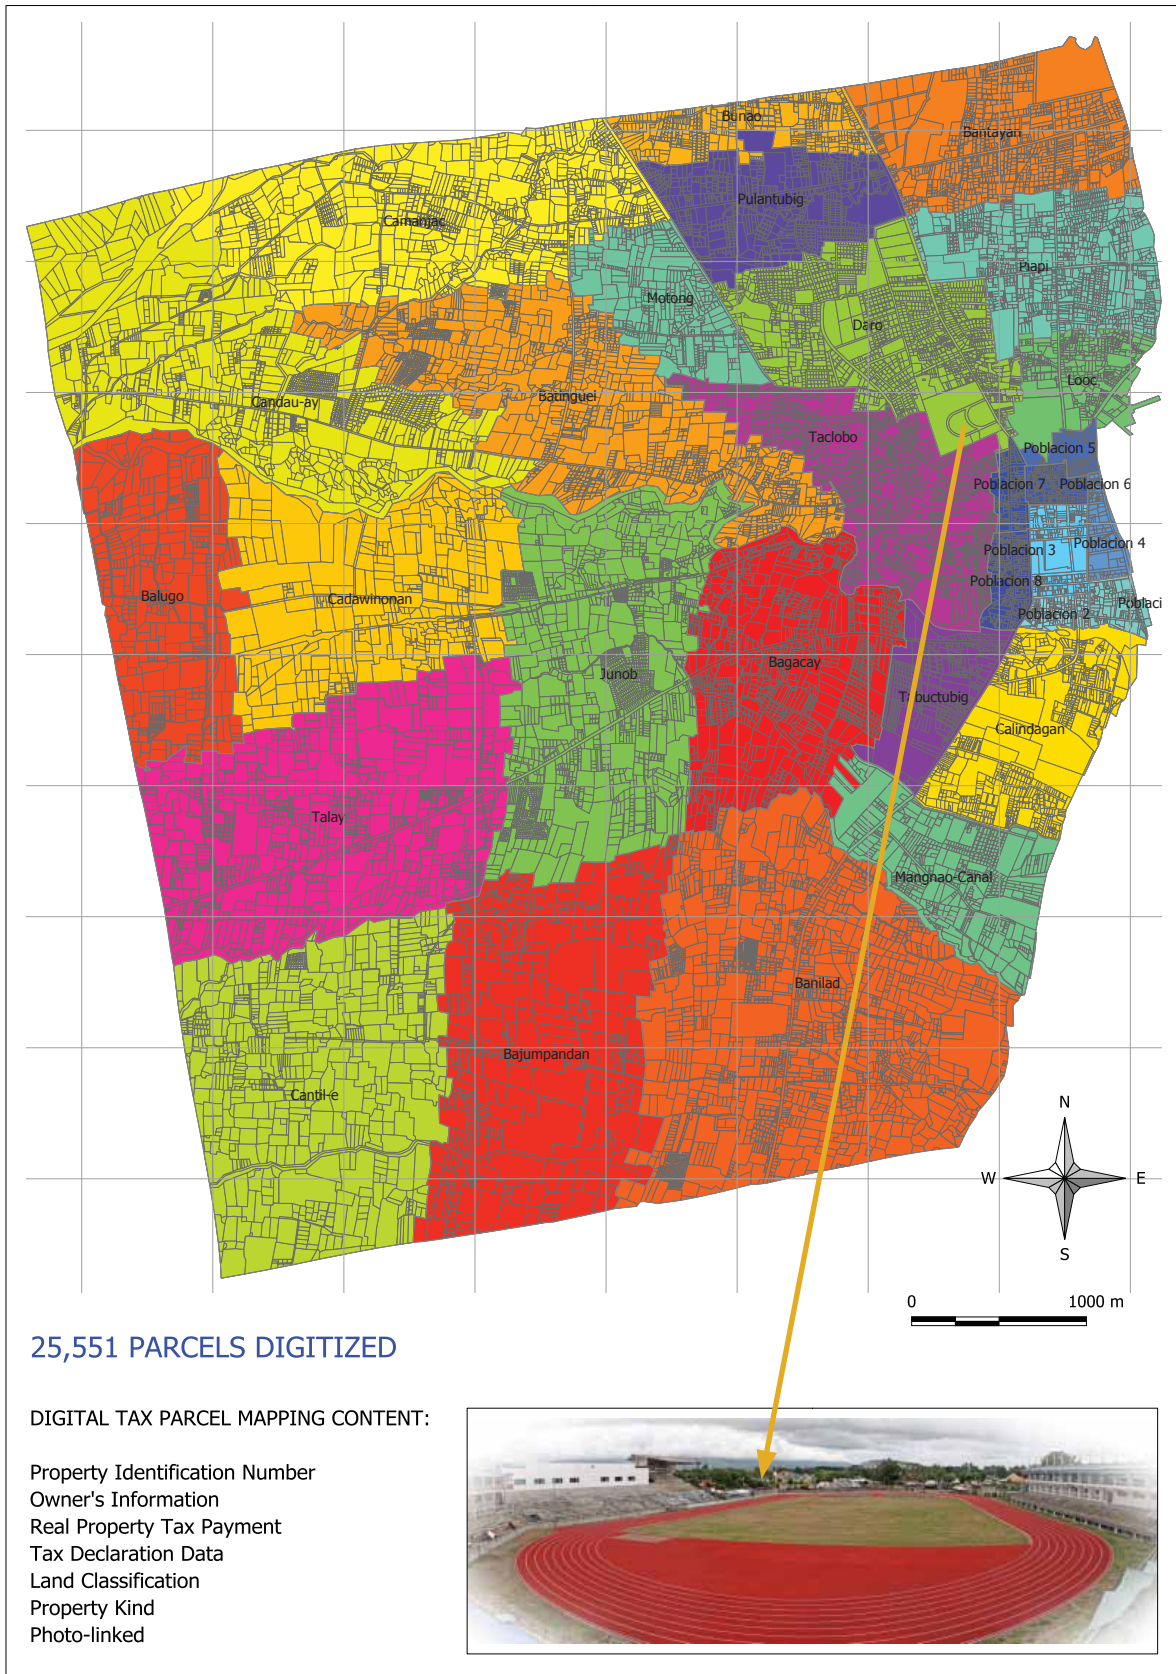 Bunao
Bantayan
Pulantubig
Camanjac
Piapi
Motong
Daro
Looc
Candau-ay
Batinguei
Taclobo
Poblacion 5
Poblacion 7
Poblacion 6
Poblacion 3
Poblacion 4
Poblacion 8
Balugo
Cadawinonan
Poblacion 2
Poblaci
Junob
Bagacay
Tabuctubig
Calindagan
Talay
Mangnao-Canal
Banilad
Bajumpandan
Cantil-e
N
W
E
S
0 1000 m
25,551 PARCELS DIGITIZED
DIGITAL TAX PARCEL MAPPING CONTENT:
Property Identification Number
Owner's Information
Real Property Tax Payment
Tax Declaration Data
Land Classification
Property Kind
Photo-linked